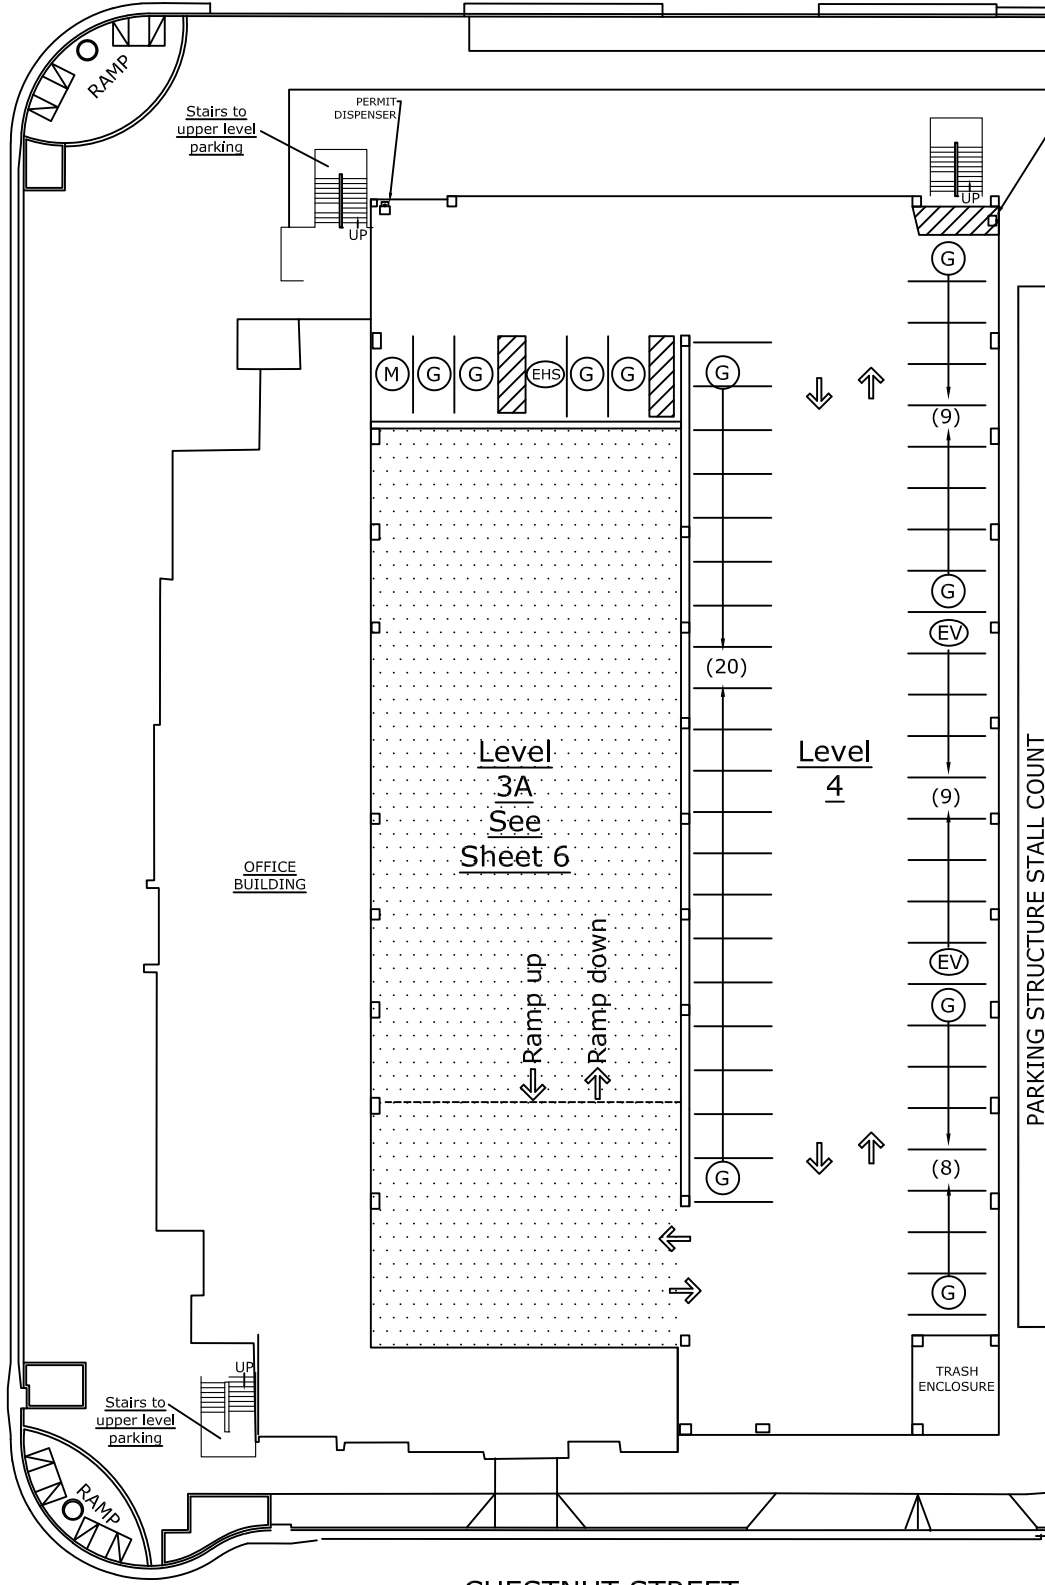 RAMP
Stairs to
upper level
parking
PERMIT
DISPENSER
UP
UP
G
M
G
G
EHS
G
G
G
(9)
G
EV
(20)
Level
3A
See
Sheet 6
Level
4
(9)
OFFICE
BUILDING
Ramp up
Ramp down
EV
G
G
(8)
G
PARKING STRUCTURE STALL COUNT
UP
Stairs to
upper level
parking
TRASH
ENCLOSURE
RAMP
CHESTNUT STREET